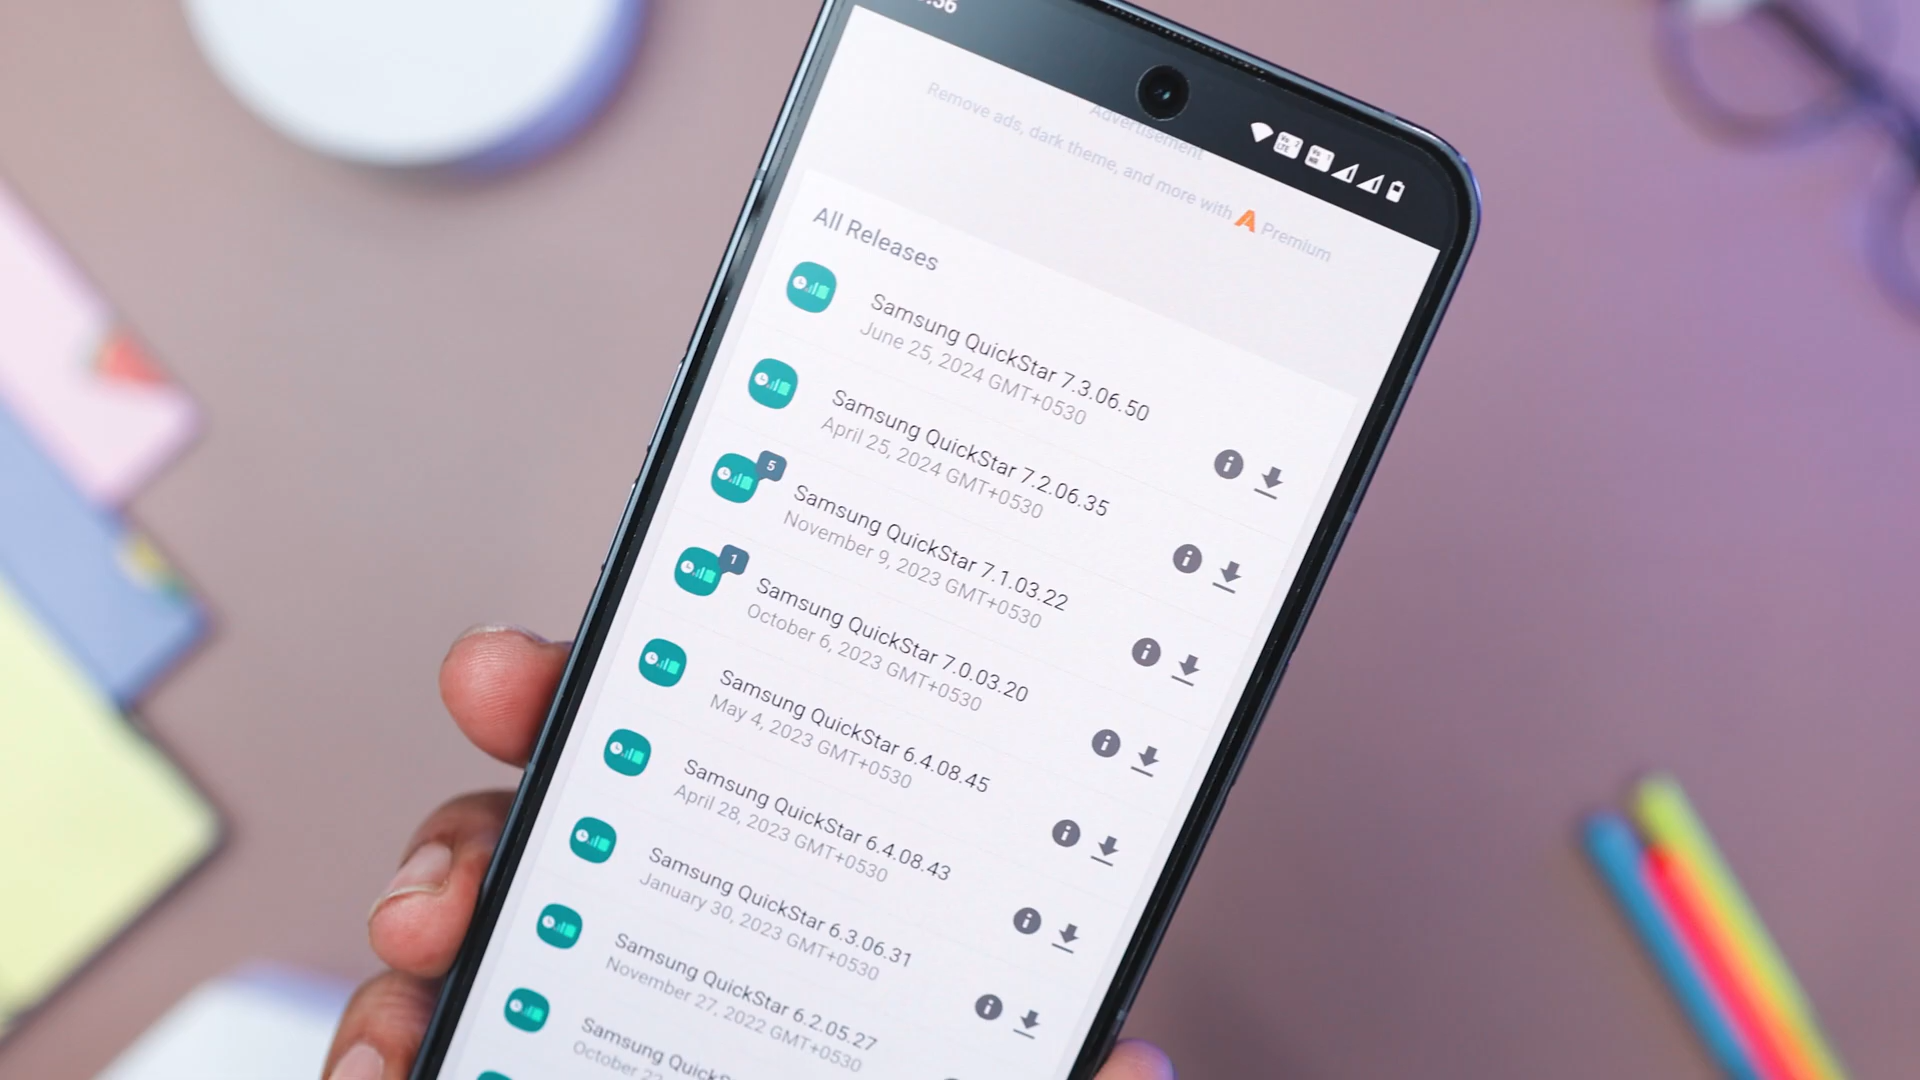 Advertisement
Remove ads, dark theme, and more with Premium
All Releases
Samsung QuickStar 7.3.06.50
June 25, 2024 GMT+0530
Samsung QuickStar 7.2.06.35
April 25, 2024 GMT+0530
5
Samsung QuickStar 7.1.03.22
November 9, 2023 GMT+0530
1
Samsung QuickStar 7.0.03.20
October 6, 2023 GMT+0530
Samsung QuickStar 6.4.08.45
May 4, 2023 GMT+0530
Samsung QuickStar 6.4.08.43
April 28, 2023 GMT+0530
Samsung QuickStar 6.3.06.31
January 30, 2023 GMT+0530
Samsung QuickStar 6.2.05.27
November 27, 2022 GMT+0530
Samsung QuickStar
October